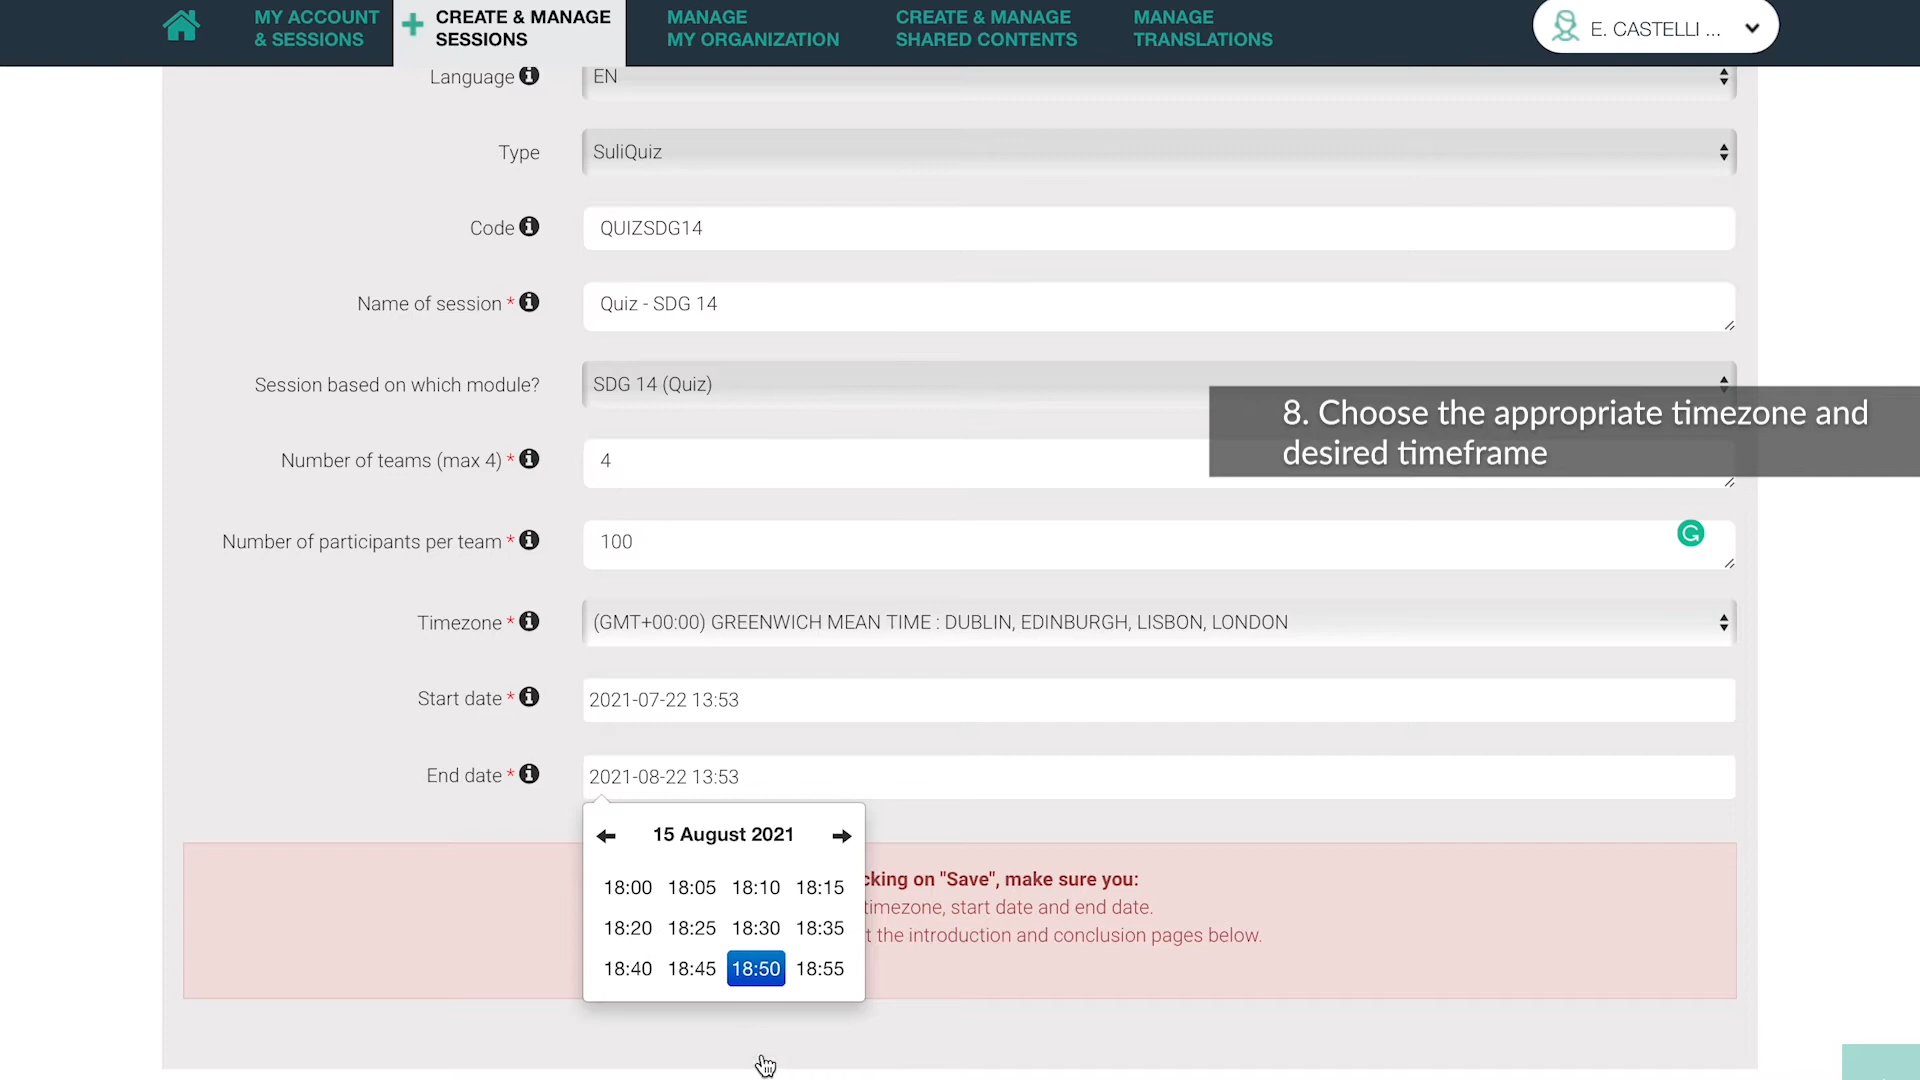 MY ACCOUNT
& SESSIONS
CREATE & MANAGE
SESSIONS
MANAGE
MY ORGANIZATION
CREATE & MANAGE
SHARED CONTENTS
MANAGE
TRANSLATIONS
E. CASTELLI ...
Language
EN
Type
SuliQuiz
Code
QUIZSDG14
Name of session *
Quiz - SDG 14
Session based on which module?
SDG 14 (Quiz)
8. Choose the appropriate timezone and
desired timeframe
Number of teams (max 4) *
4
Number of participants per team *
100
Timezone *
(GMT+00:00) GREENWICH MEAN TIME : DUBLIN, EDINBURGH, LISBON, LONDON
Start date *
2021-07-22 13:53
End date *
2021-08-22 13:53
15 August 2021
18:00 18:05 18:10 18:15
18:20 18:25 18:30 18:35
18:40 18:45 18:50 18:55
on "Save", make sure you:
timezone, start date and end date.
the introduction and conclusion pages below.